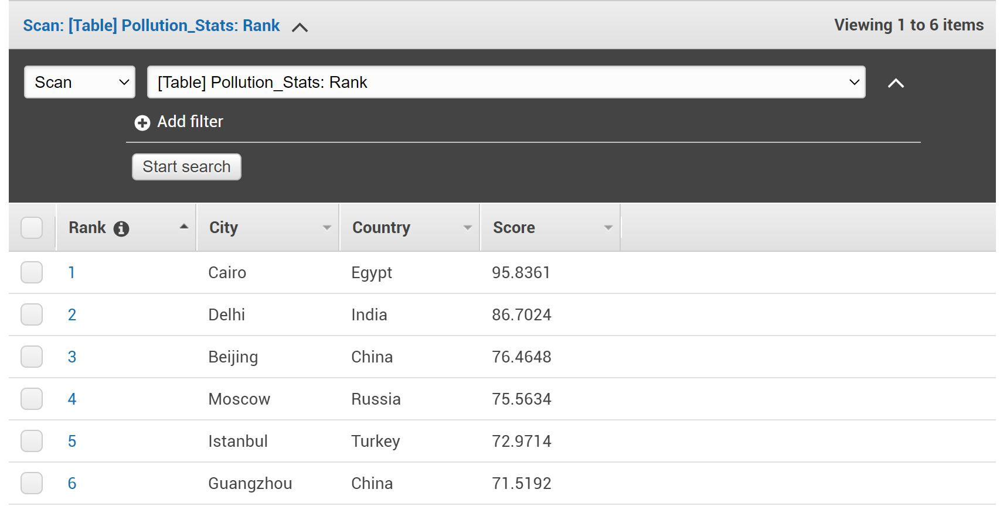 Scan: [Table] Pollution_Stats: Rank Viewing 1 to 6 items
Scan [Table] Pollution_Stats: Rank
Add filter
Start search
Rank City Country Score
1 Cairo Egypt 95.8361
2 Delhi India 86.7024
3 Beijing China 76.4648
4 Moscow Russia 75.5634
5 Istanbul Turkey 72.9714
6 Guangzhou China 71.5192